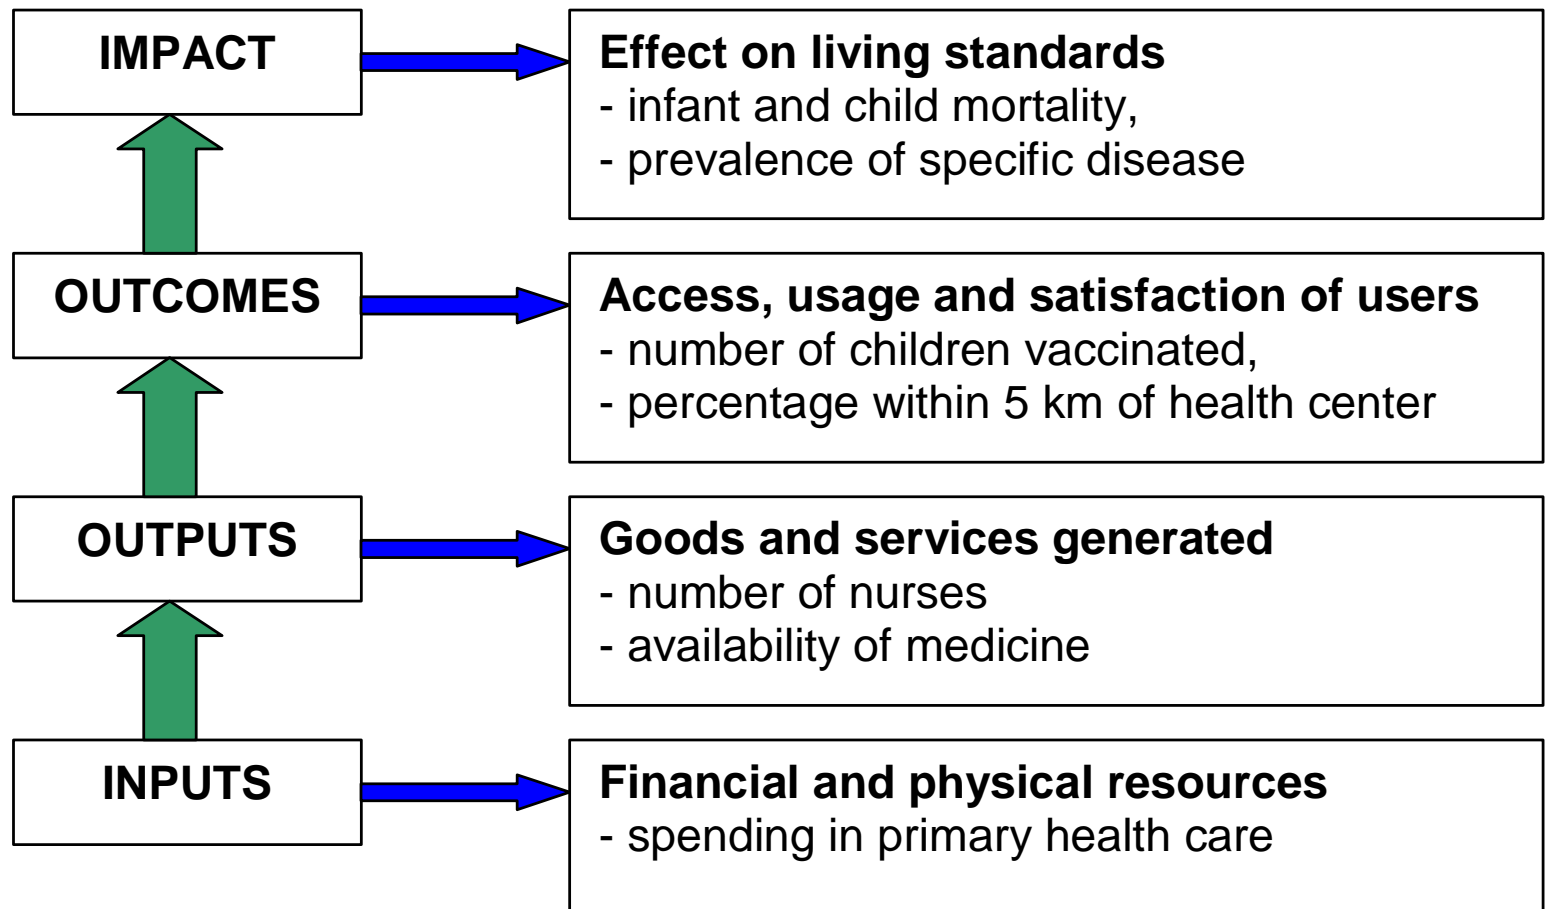 IMPACT
Effect on living standards
- infant and child mortality,
- prevalence of specific disease
OUTCOMES
Access, usage and satisfaction of users
- number of children vaccinated,
- percentage within 5 km of health center
OUTPUTS
Goods and services generated
- number of nurses
- availability of medicine
INPUTS
Financial and physical resources
- spending in primary health care